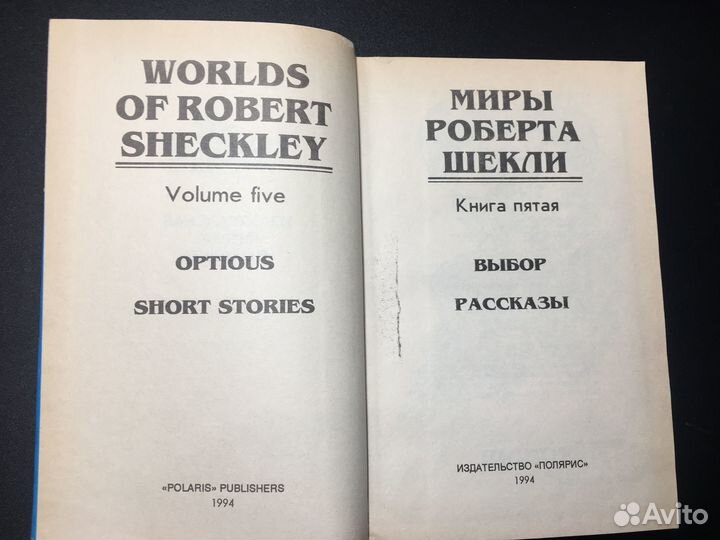 WORLDS
OF ROBERT
SHECKLEY
Volume five
OPTIOUS
SHORT STORIES
«POLARIS» PUBLISHERS
1994
МИРЫ
РОБЕРТА
ШЕКЛИ
Книга пятая
ВЫБОР
РАССКАЗЫ
ИЗДАТЕЛЬСТВО «ПОЛЯРИС»
1994
Avito